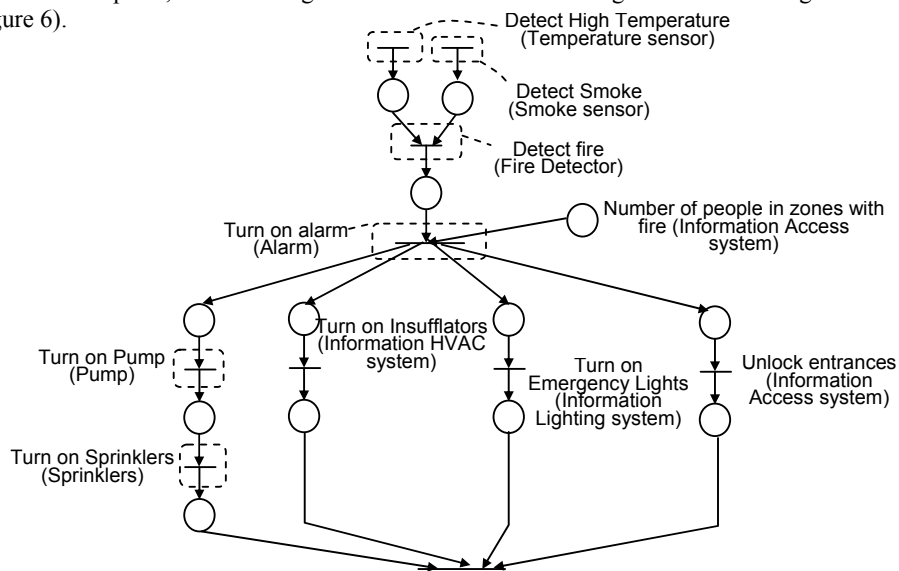 gure 6).
Detect High Temperature
(Temperature sensor)
Detect Smoke
(Smoke sensor)
Detect fire
(Fire Detector)
Number of people in zones with
fire (Information Access
system)
Turn on alarm
(Alarm)
Turn on Insufflators
(Information HVAC
system)
Turn on Pump
(Pump)
Turn on
Emergency Lights
(Information
Lighting system)
Unlock entrances
(Information
Access system)
Turn on Sprinklers
(Sprinklers)